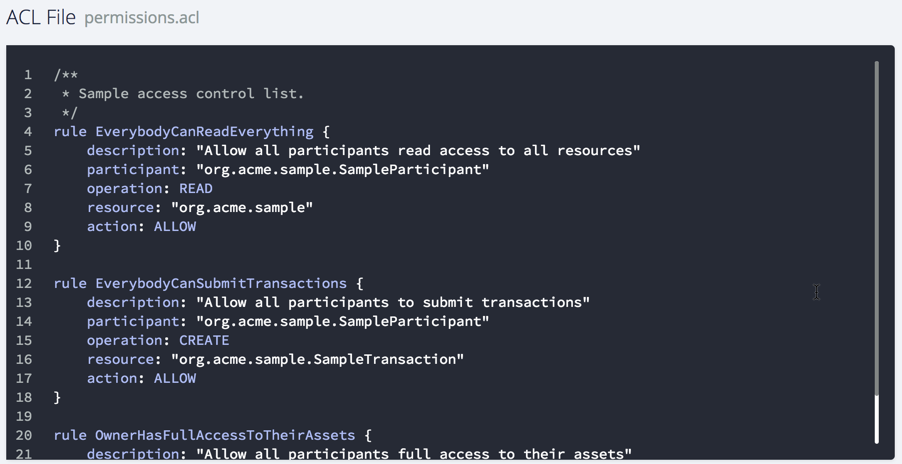 ACL File permissions.acl
1 /**
2 * Sample access control list.
3 */
4 rule EverybodyCanReadEverything {
5 description: "Allow all participants read access to all resources"
6 participant: "org.acme.sample.SampleParticipant"
7 operation: READ
8 resource: "org.acme.sample"
9 action: ALLOW
10 }
11
12 rule EverybodyCanSubmitTransactions {
13 description: "Allow all participants to submit transactions"
14 participant: "org.acme.sample.SampleParticipant"
15 operation: CREATE
16 resource: "org.acme.sample.SampleTransaction"
17 action: ALLOW
18 }
19
20 rule OwnerHasFullAccessToTheirAssets {
21 description: "Allow all participants full access to their assets"